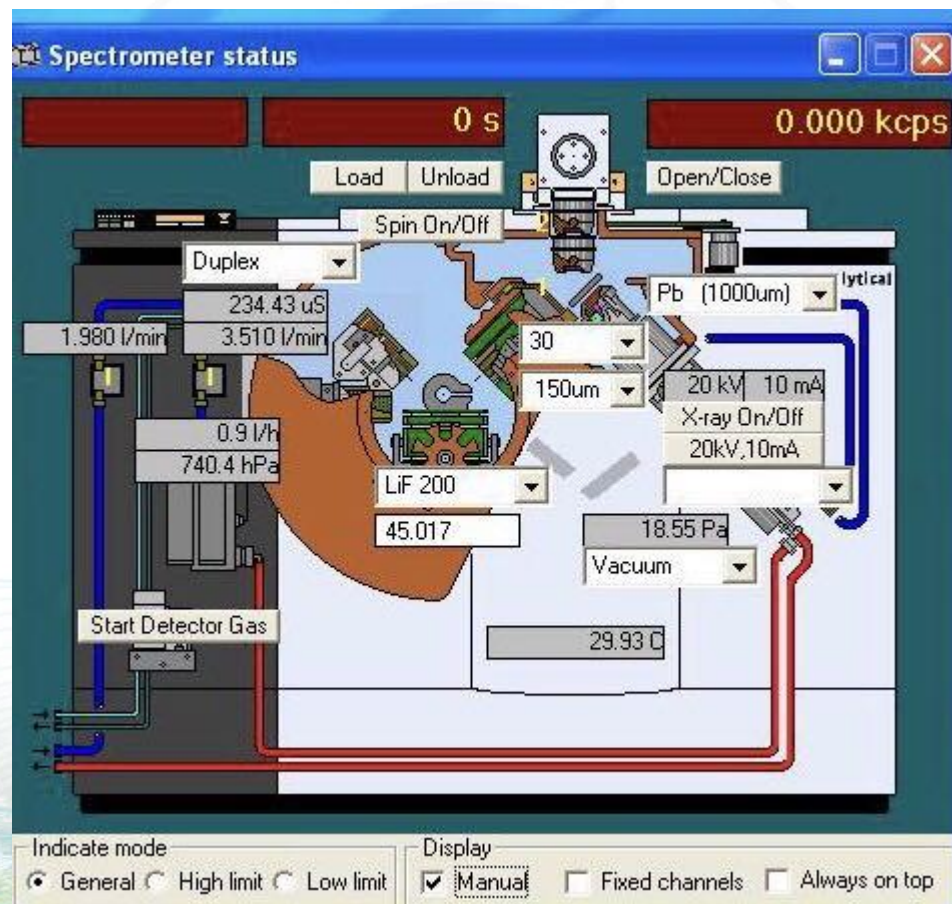 Spectrometer status
0 s
0.000 kcps
Load Unload Open/Close
Spin On/Off
2
Duplex
1
Pb (1000um)
lytical
234.43 uS
1.980 l/min 3.510 l/min
30
150um
20 kV 10 mA
X-ray On/Off
20kV,10mA
0.9 l/h
740.4 hPa
LiF 200
45.017
18.55 Pa
Vacuum
Start Detector Gas
29.93 C
Indicate mode
General High limit Low limit
Display
Manual Fixed channels Always on top